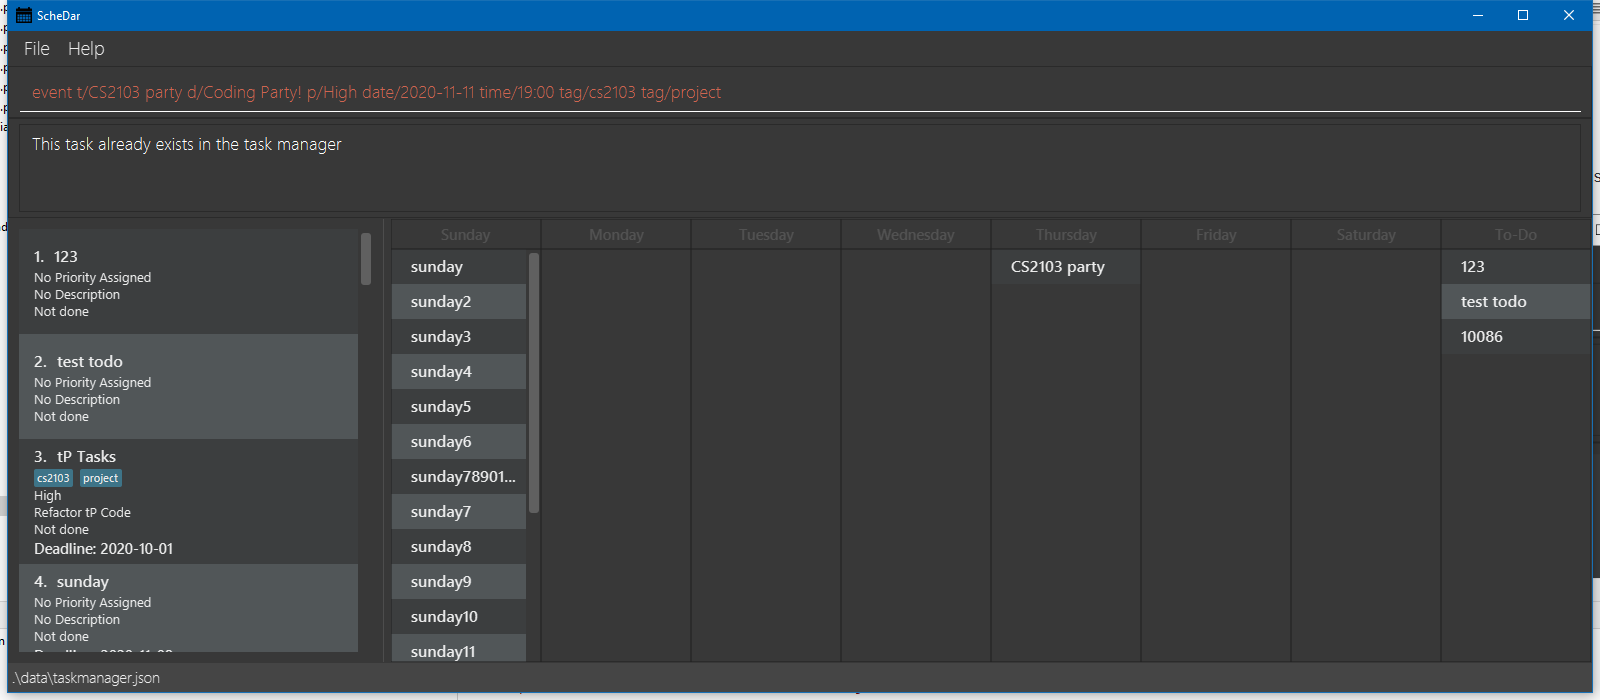 ScheDar
File Help
event t/CS2103 party d/Coding Party! p/High date/2020-11-11 time/19:00 tag/cs2103 tag/project
This task already exists in the task manager
1. 123
No Priority Assigned
No Description
Not done
2. test todo
No Priority Assigned
No Description
Not done
3. tP Tasks
cs2103 project
High
Refactor tP Code
Not done
Deadline: 2020-10-01
4. sunday
No Priority Assigned
No Description
Not done
Sunday Monday Tuesday Wednesday Thursday Friday Saturday To-Do
sunday
sunday2
sunday3
sunday4
sunday5
sunday6
sunday78901...
sunday7
sunday8
sunday9
sunday10
sunday11
CS2103 party
123
test todo
10086
.\data\taskmanager.json